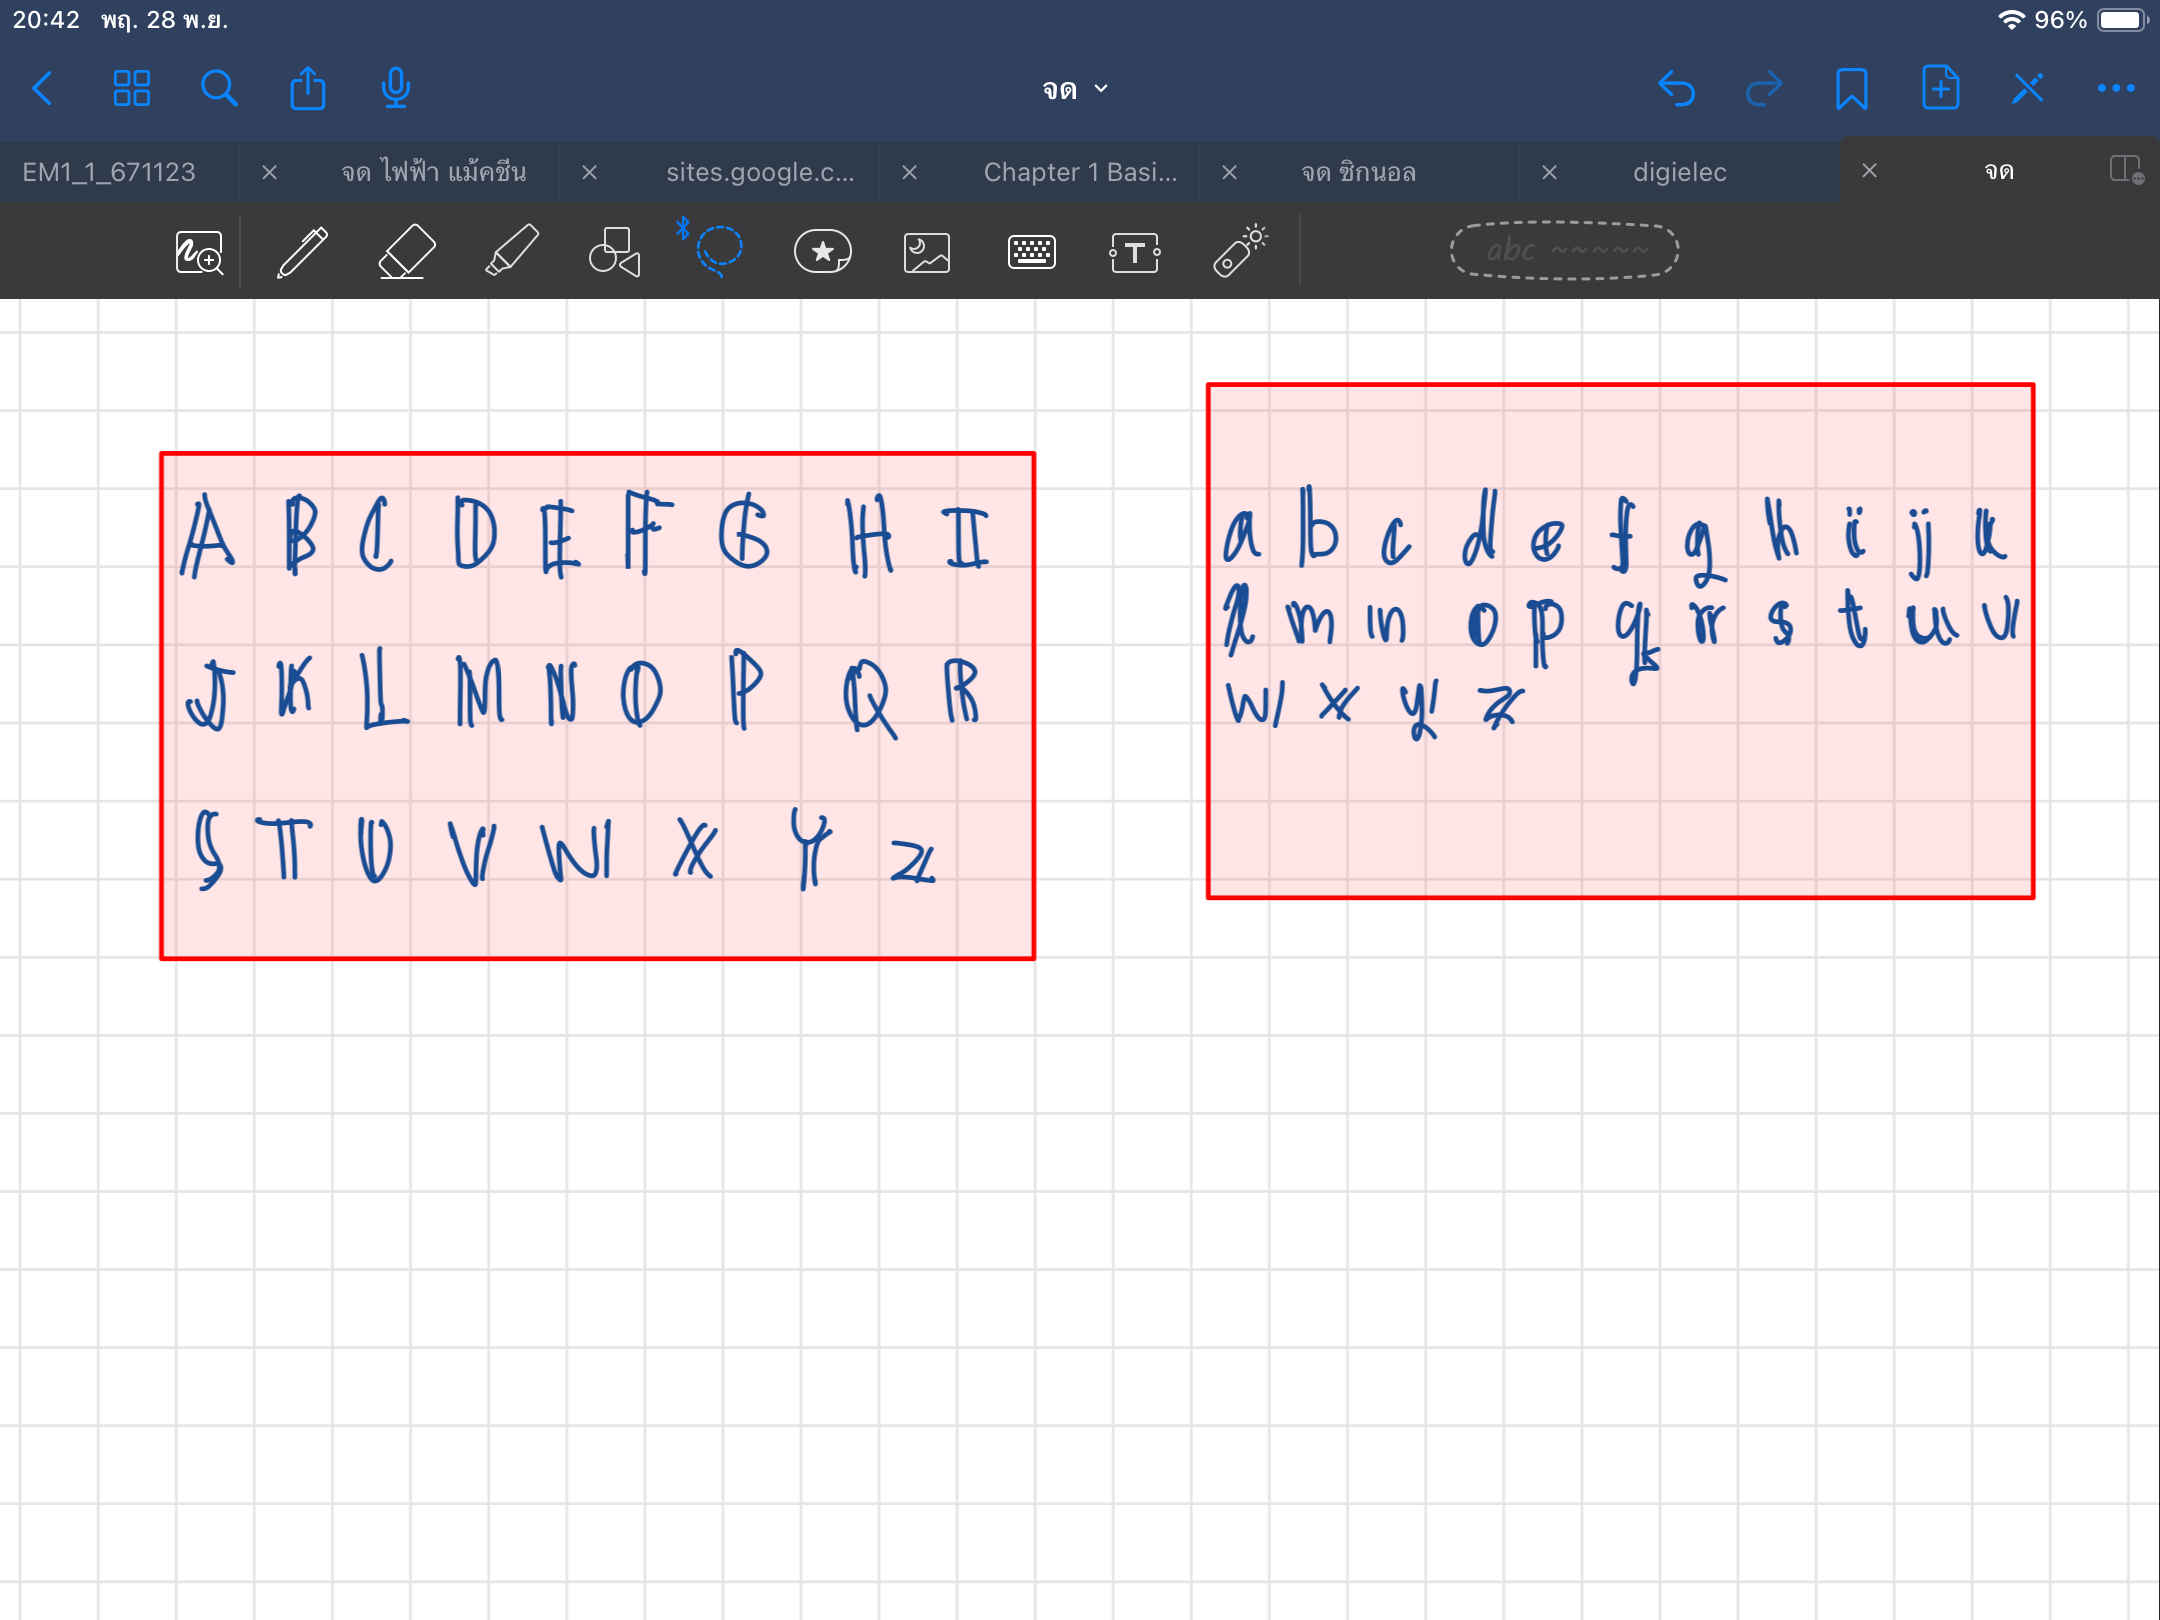 20:42 พฤ. 28 พ.ย. 96%
จด
EM1_1_671123 จด ไฟฟ้า แม้คชีน sites.google.c... Chapter 1 Basi... จด ซิกนอล digielec จด
T abc ~~~~~
A B C D E F G H I
J K L M N O P Q R
S T U V W X Y Z
a b c d e f g h i j k
l m n o p q r s t u v
w x y z